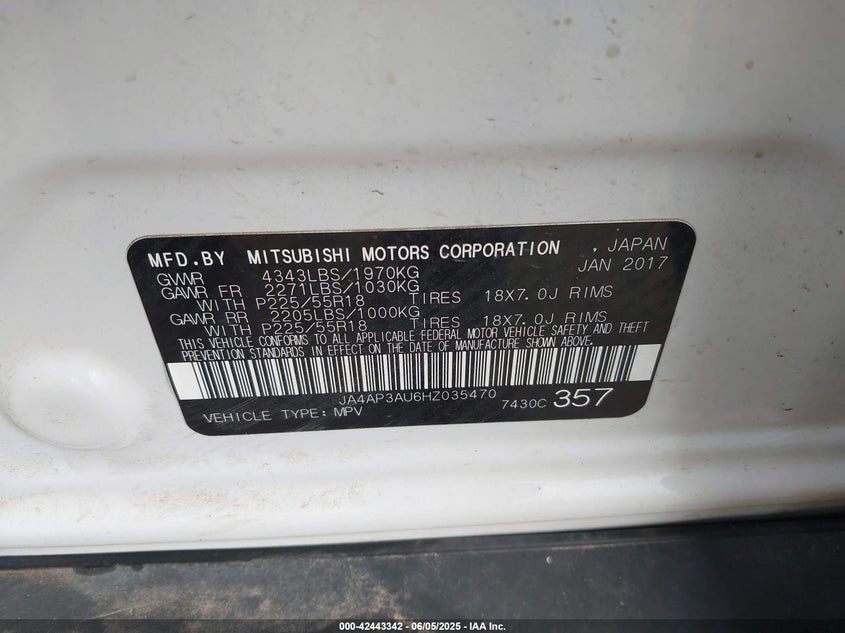 MFD.BY MITSUBISHI MOTORS CORPORATION . JAPAN
GVWR 4343LBS/1970KG JAN 2017
GAWR FR 2271LBS/1030KG
WITH P225/55R18 TIRES 18X7.0J RIMS
GAWR RR 2205LBS/1000KG
WITH P225/55R18 TIRES 18X7.0J RIMS
THIS VEHICLE CONFORMS TO ALL APPLICABLE FEDERAL MOTOR VEHICLE SAFETY AND THEFT
PREVENTION STANDARDS IN EFFECT ON THE DATE OF MANUFACTURE SHOWN ABOVE.
JA4AP3AU6HZ035470
VEHICLE TYPE: MPV 7430C 357
000-42443342 - 06/05/2025 - IAA Inc.